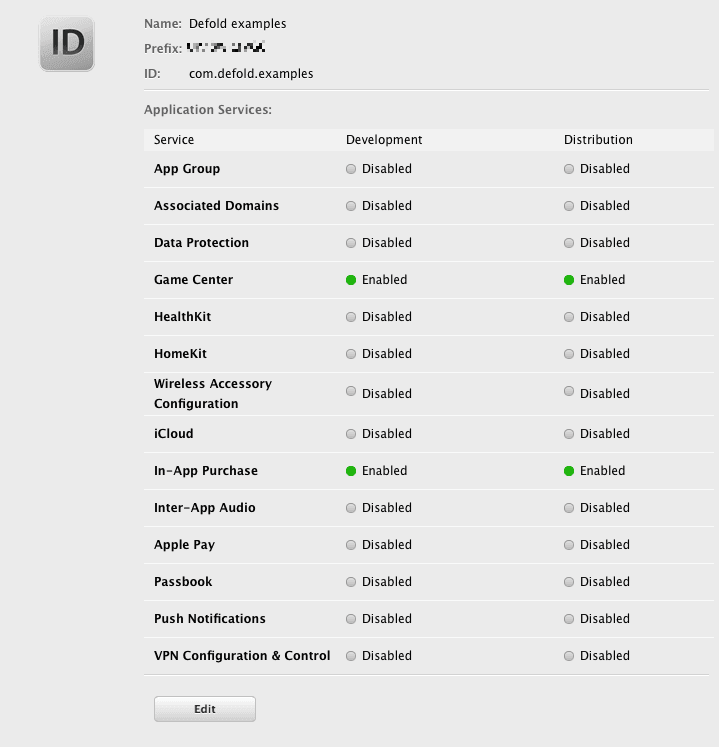 ID
Name: Defold examples
Prefix:
ID: com.defold.examples
Application Services:
Service Development Distribution
App Group Disabled Disabled
Associated Domains Disabled Disabled
Data Protection Disabled Disabled
Game Center Enabled Enabled
HealthKit Disabled Disabled
HomeKit Disabled Disabled
Wireless Accessory
Configuration Disabled Disabled
iCloud Disabled Disabled
In-App Purchase Enabled Enabled
Inter-App Audio Disabled Disabled
Apple Pay Disabled Disabled
Passbook Disabled Disabled
Push Notifications Disabled Disabled
VPN Configuration & Control Disabled Disabled
Edit